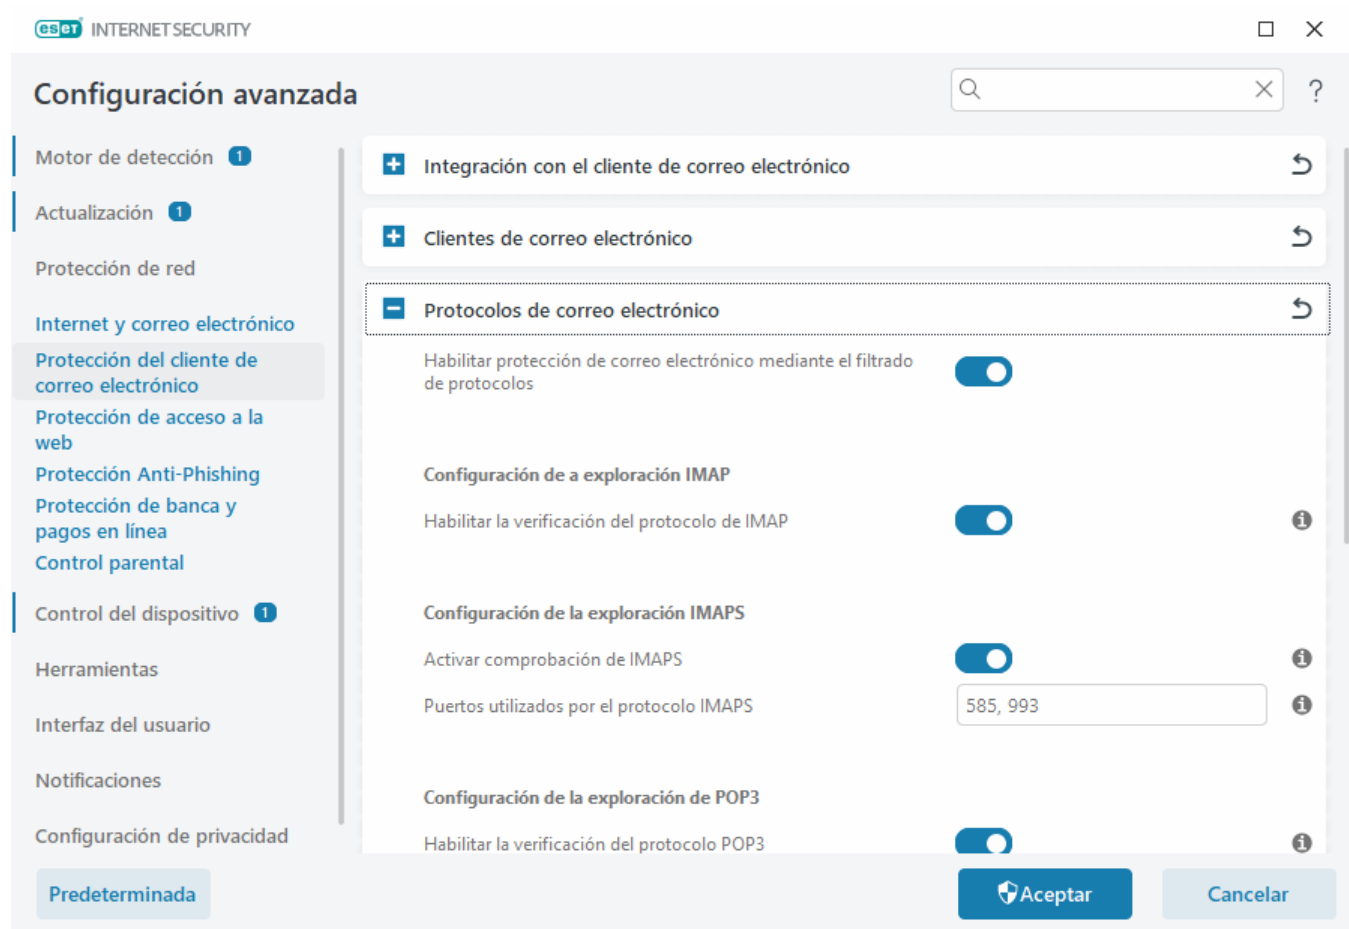 eset INTERNET SECURITY
Configuración avanzada
?
Motor de detección 1
Actualización 1
Protección de red
Internet y correo electrónico
Protección del cliente de
correo electrónico
Protección de acceso a la
web
Protección Anti-Phishing
Protección de banca y
pagos en línea
Control parental
Control del dispositivo 1
Herramientas
Interfaz del usuario
Notificaciones
Configuración de privacidad
Integración con el cliente de correo electrónico
Clientes de correo electrónico
Protocolos de correo electrónico
Habilitar protección de correo electrónico mediante el filtrado
de protocolos
Configuración de a exploración IMAP
Habilitar la verificación del protocolo de IMAP
Configuración de la exploración IMAPS
Activar comprobación de IMAPS
Puertos utilizados por el protocolo IMAPS 585, 993
Configuración de la exploración de POP3
Habilitar la verificación del protocolo POP3
Predeterminada
Aceptar
Cancelar